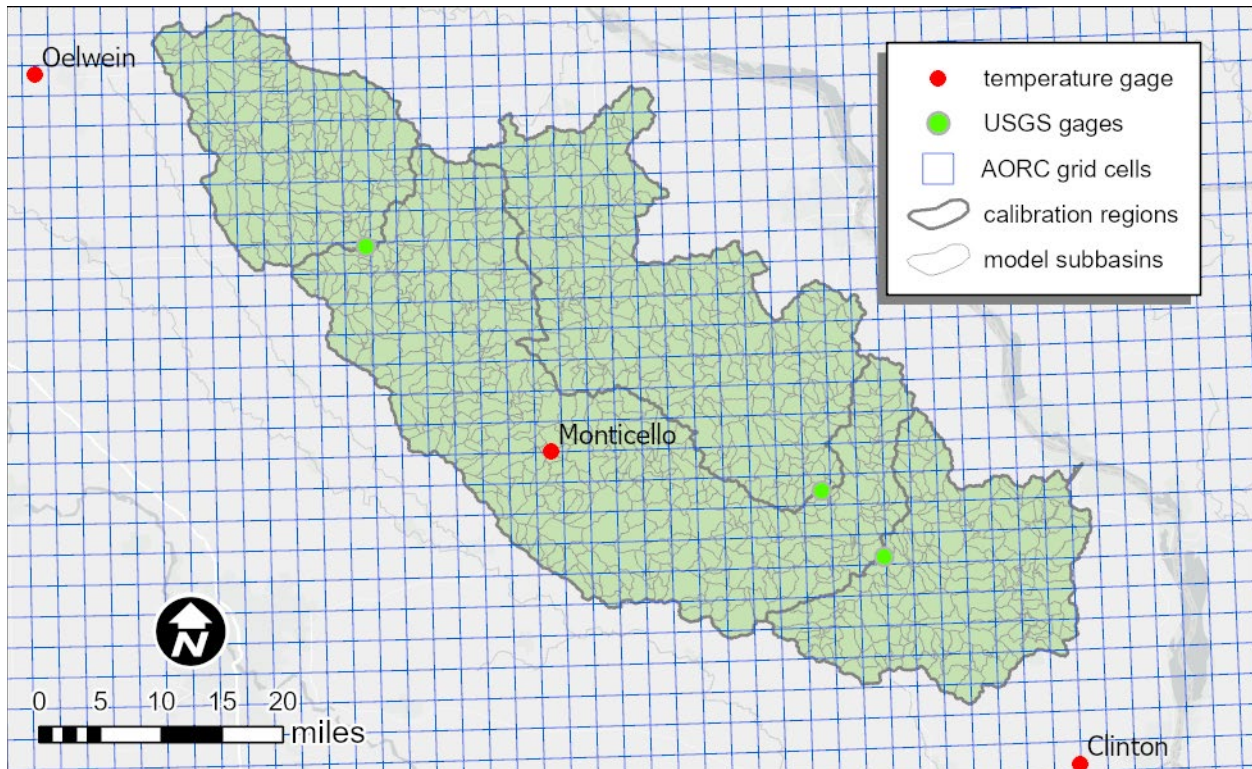 Oelwein
temperature gage
USGS gages
AORC grid cells
calibration regions
model subbasins
Monticello
N
0 5 10 15 20
miles
Clinton